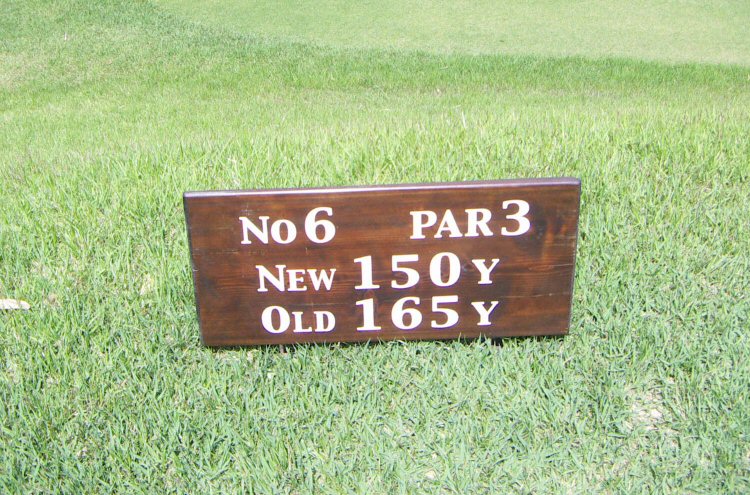 No 6 PAR 3
NEW 150 Y
OLD 165 Y